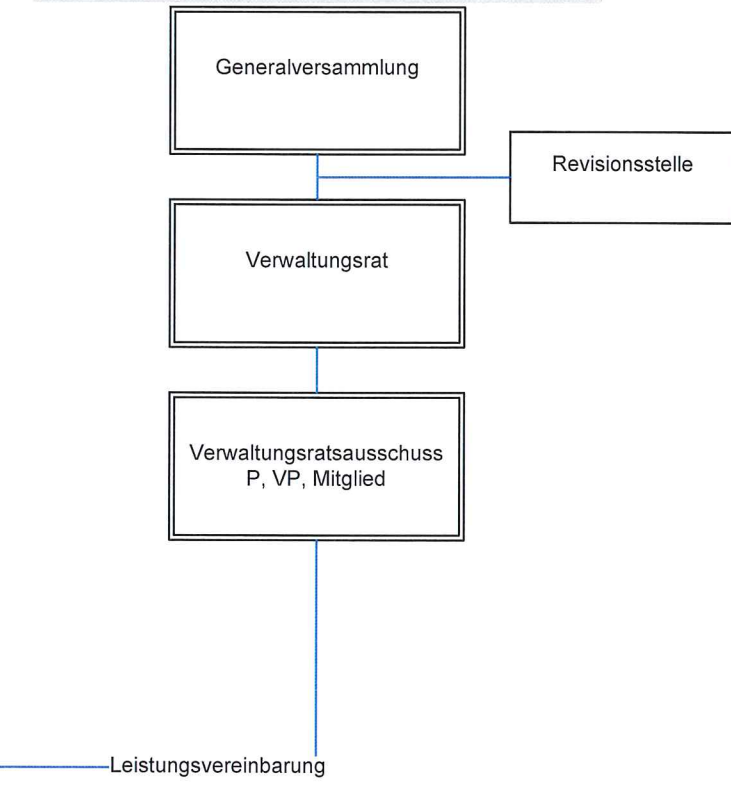 Generalversammlung
Revisionsstelle
Verwaltungsrat
Verwaltungsratsausschuss
P, VP, Mitglied
Leistungsvereinbarung